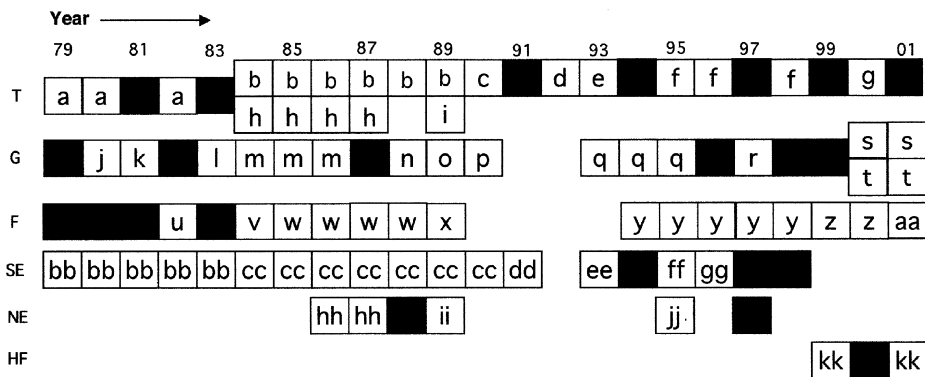 Year
79 81 83 85 87 89 91 93 95 97 99 01
T a a a b b b b b b c d e f f f g
h h h h i
G j k l m m m n o p q q q r s s
t t
F u v w w w w x y y y y y z z aa
SE bb bb bb bb bb cc cc cc cc cc cc cc dd ee ff gg
NE hh hh ii jj
HF kk kk